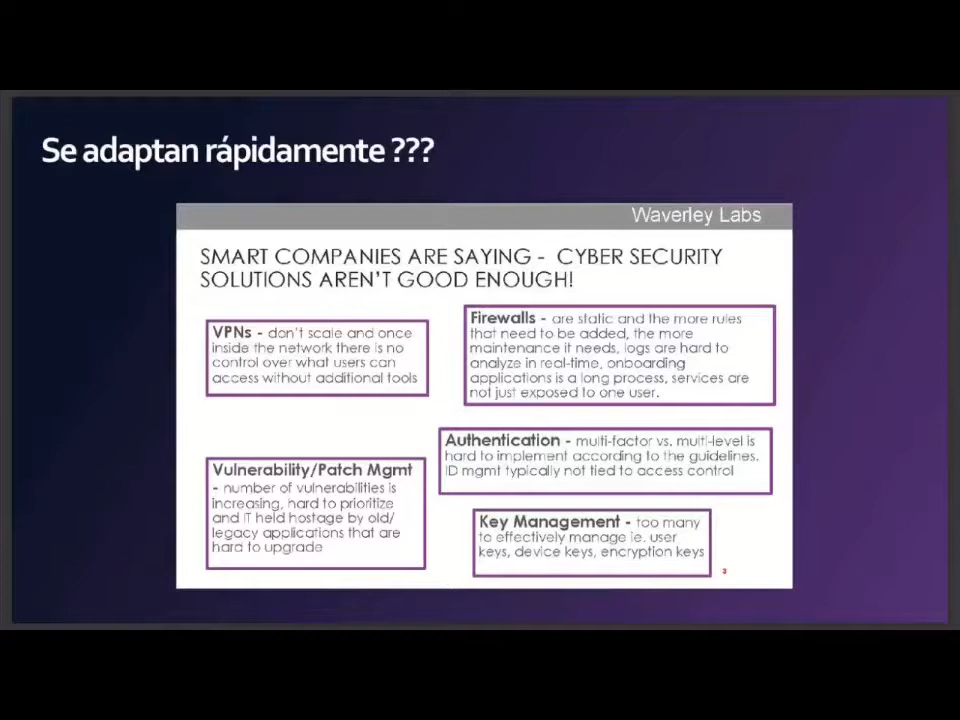 Se adaptan rápidamente ???
Waverley Labs
SMART COMPANIES ARE SAYING - CYBER SECURITY
SOLUTIONS AREN'T GOOD ENOUGH!
VPNs - don't scale and once
inside the network there is no
control over what users can
access without additional tools
Firewalls - are static and the more rules
that need to be added, the more
maintenance it needs, logs are hard to
analyze in real-time, onboarding
applications is a long process, services are
not just exposed to one user.
Authentication - multi-factor vs. multi-level is
hard to implement according to the guidelines.
ID mgmt typically not tied to access control
Vulnerability/Patch Mgmt
- number of vulnerabilities is
increasing, hard to prioritize
and IT held hostage by old/
legacy applications that are
hard to upgrade
Key Management - too many
to effectively manage ie. user
keys, device keys, encryption keys